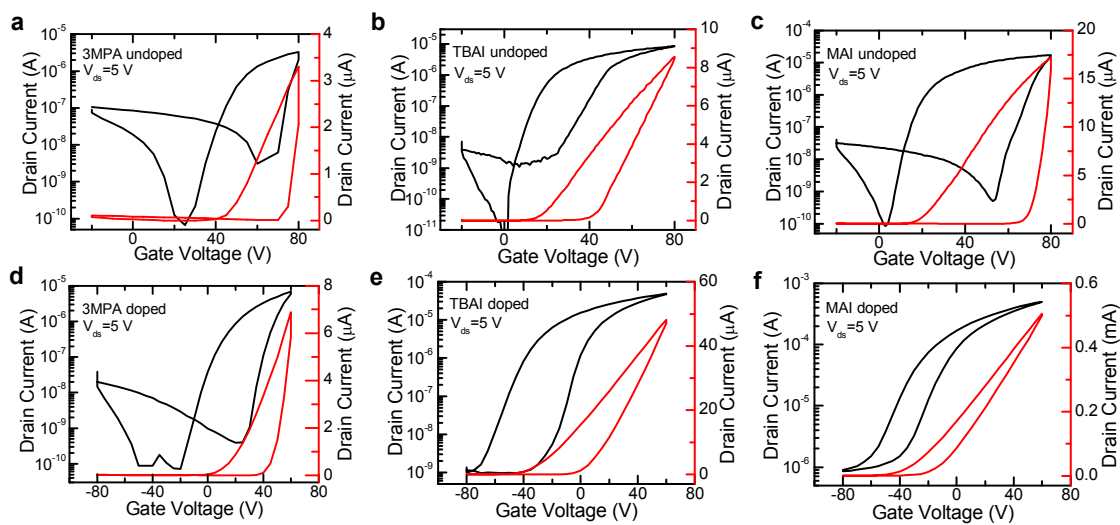 a
3MPA undoped
Vds=5 V
10-5
10-6
10-7
10-8
10-9
10-10
Drain Current (A)
0
40
80
Gate Voltage (V)
4
3
2
1
0
Drain Current (μA)
b
TBAI undoped
Vds=5 V
10-5
10-6
10-7
10-8
10-9
10-10
10-11
Drain Current (A)
0
40
80
Gate Voltage (V)
10
8
6
4
2
0
Drain Current (μA)
c
MAI undoped
Vds=5 V
10-5
10-6
10-7
10-8
10-9
10-10
Drain Current (A)
0
40
80
Gate Voltage (V)
20
15
10
5
0
Drain Current (μA)
d
3MPA doped
Vds=5 V
10-5
10-6
10-7
10-8
10-9
10-10
Drain Current (A)
-80
-40
0
40
80
Gate Voltage (V)
8
6
4
2
0
Drain Current (μA)
e
TBAI doped
Vds=5 V
10-4
10-5
10-6
10-7
10-8
10-9
Drain Current (A)
-80
-40
0
40
80
Gate Voltage (V)
60
40
20
0
Drain Current (μA)
f
MAI doped
Vds=5 V
10-3
10-4
10-5
10-6
Drain Current (A)
-80
-40
0
40
80
Gate Voltage (V)
0.6
0.4
0.2
0.0
Drain Current (mA)